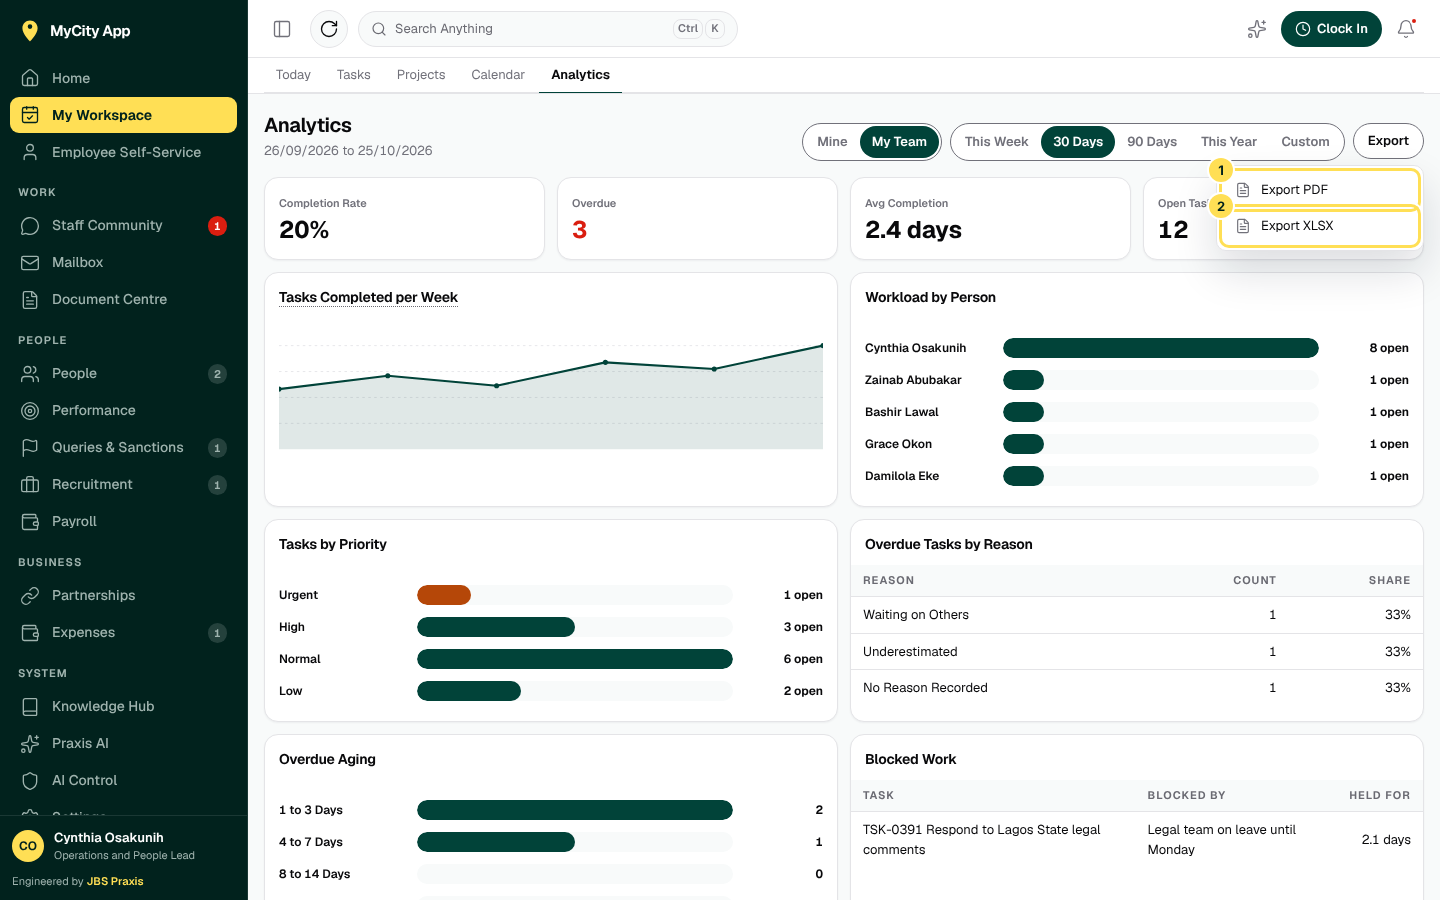 MyCity App
Home
My Workspace
Employee Self-Service
WORK
Staff Community 1
Mailbox
Document Centre
PEOPLE
People 2
Performance
Queries & Sanctions 1
Recruitment 1
Payroll
BUSINESS
Partnerships
Expenses 1
SYSTEM
Knowledge Hub
Praxis AI
AI Control
CO
Cynthia Osakunih
Operations and People Lead
Engineered by JBS Praxis
Search Anything Ctrl K
Clock In
Today Tasks Projects Calendar Analytics
Analytics
26/09/2026 to 25/10/2026
Mine My Team This Week 30 Days 90 Days This Year Custom Export
1 Export PDF
2 Export XLSX
Completion Rate
20%
Overdue
3
Avg Completion
2.4 days
Open
12
Tasks Completed per Week
Workload by Person
Cynthia Osakunih 8 open
Zainab Abubakar 1 open
Bashir Lawal 1 open
Grace Okon 1 open
Damilola Eke 1 open
Tasks by Priority
Urgent 1 open
High 3 open
Normal 6 open
Low 2 open
Overdue Tasks by Reason
REASON COUNT SHARE
Waiting on Others 1 33%
Underestimated 1 33%
No Reason Recorded 1 33%
Overdue Aging
1 to 3 Days 2
4 to 7 Days 1
8 to 14 Days 0
Blocked Work
TASK BLOCKED BY HELD FOR
TSK-0391 Respond to Lagos State legal comments
Legal team on leave until Monday
2.1 days